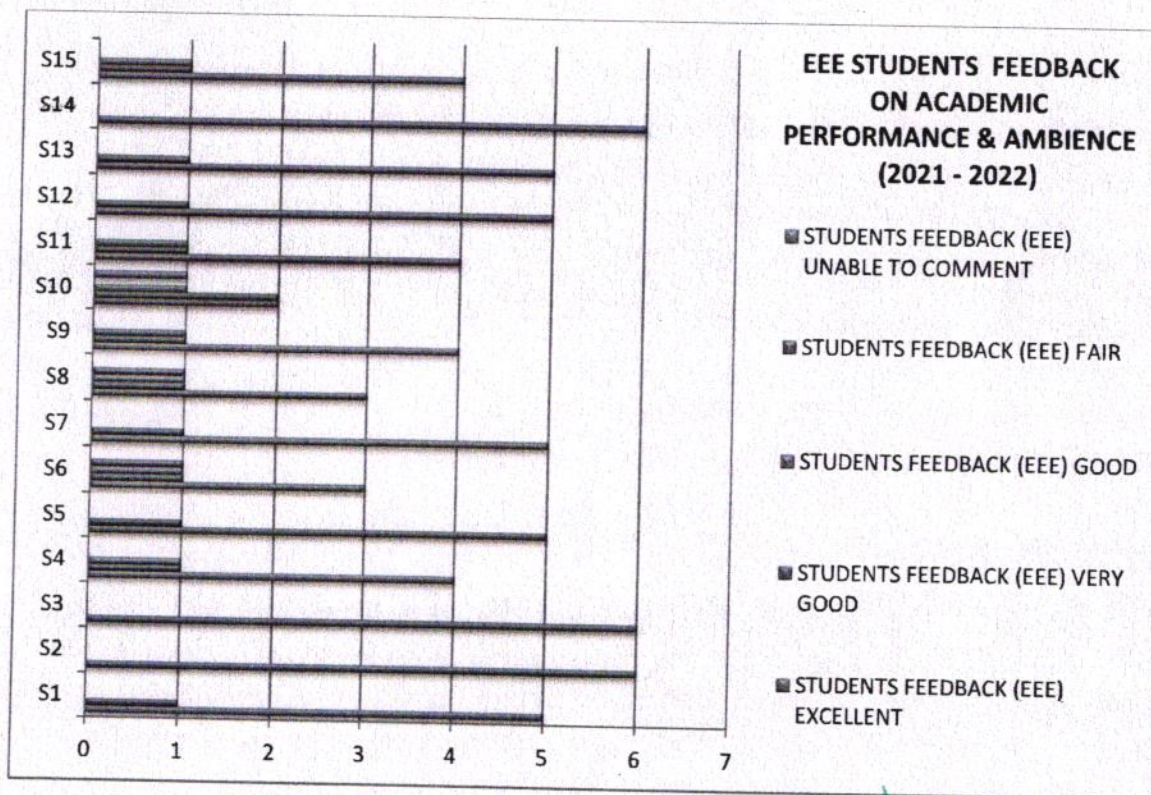 EEE STUDENTS FEEDBACK
ON ACADEMIC
PERFORMANCE & AMBIENCE
(2021 - 2022)
S15
S14
S13
S12
S11
S10
S9
S8
S7
S6
S5
S4
S3
S2
S1
0 1 2 3 4 5 6 7
STUDENTS FEEDBACK (EEE)
UNABLE TO COMMENT
STUDENTS FEEDBACK (EEE) FAIR
STUDENTS FEEDBACK (EEE) GOOD
STUDENTS FEEDBACK (EEE) VERY
GOOD
STUDENTS FEEDBACK (EEE)
EXCELLENT